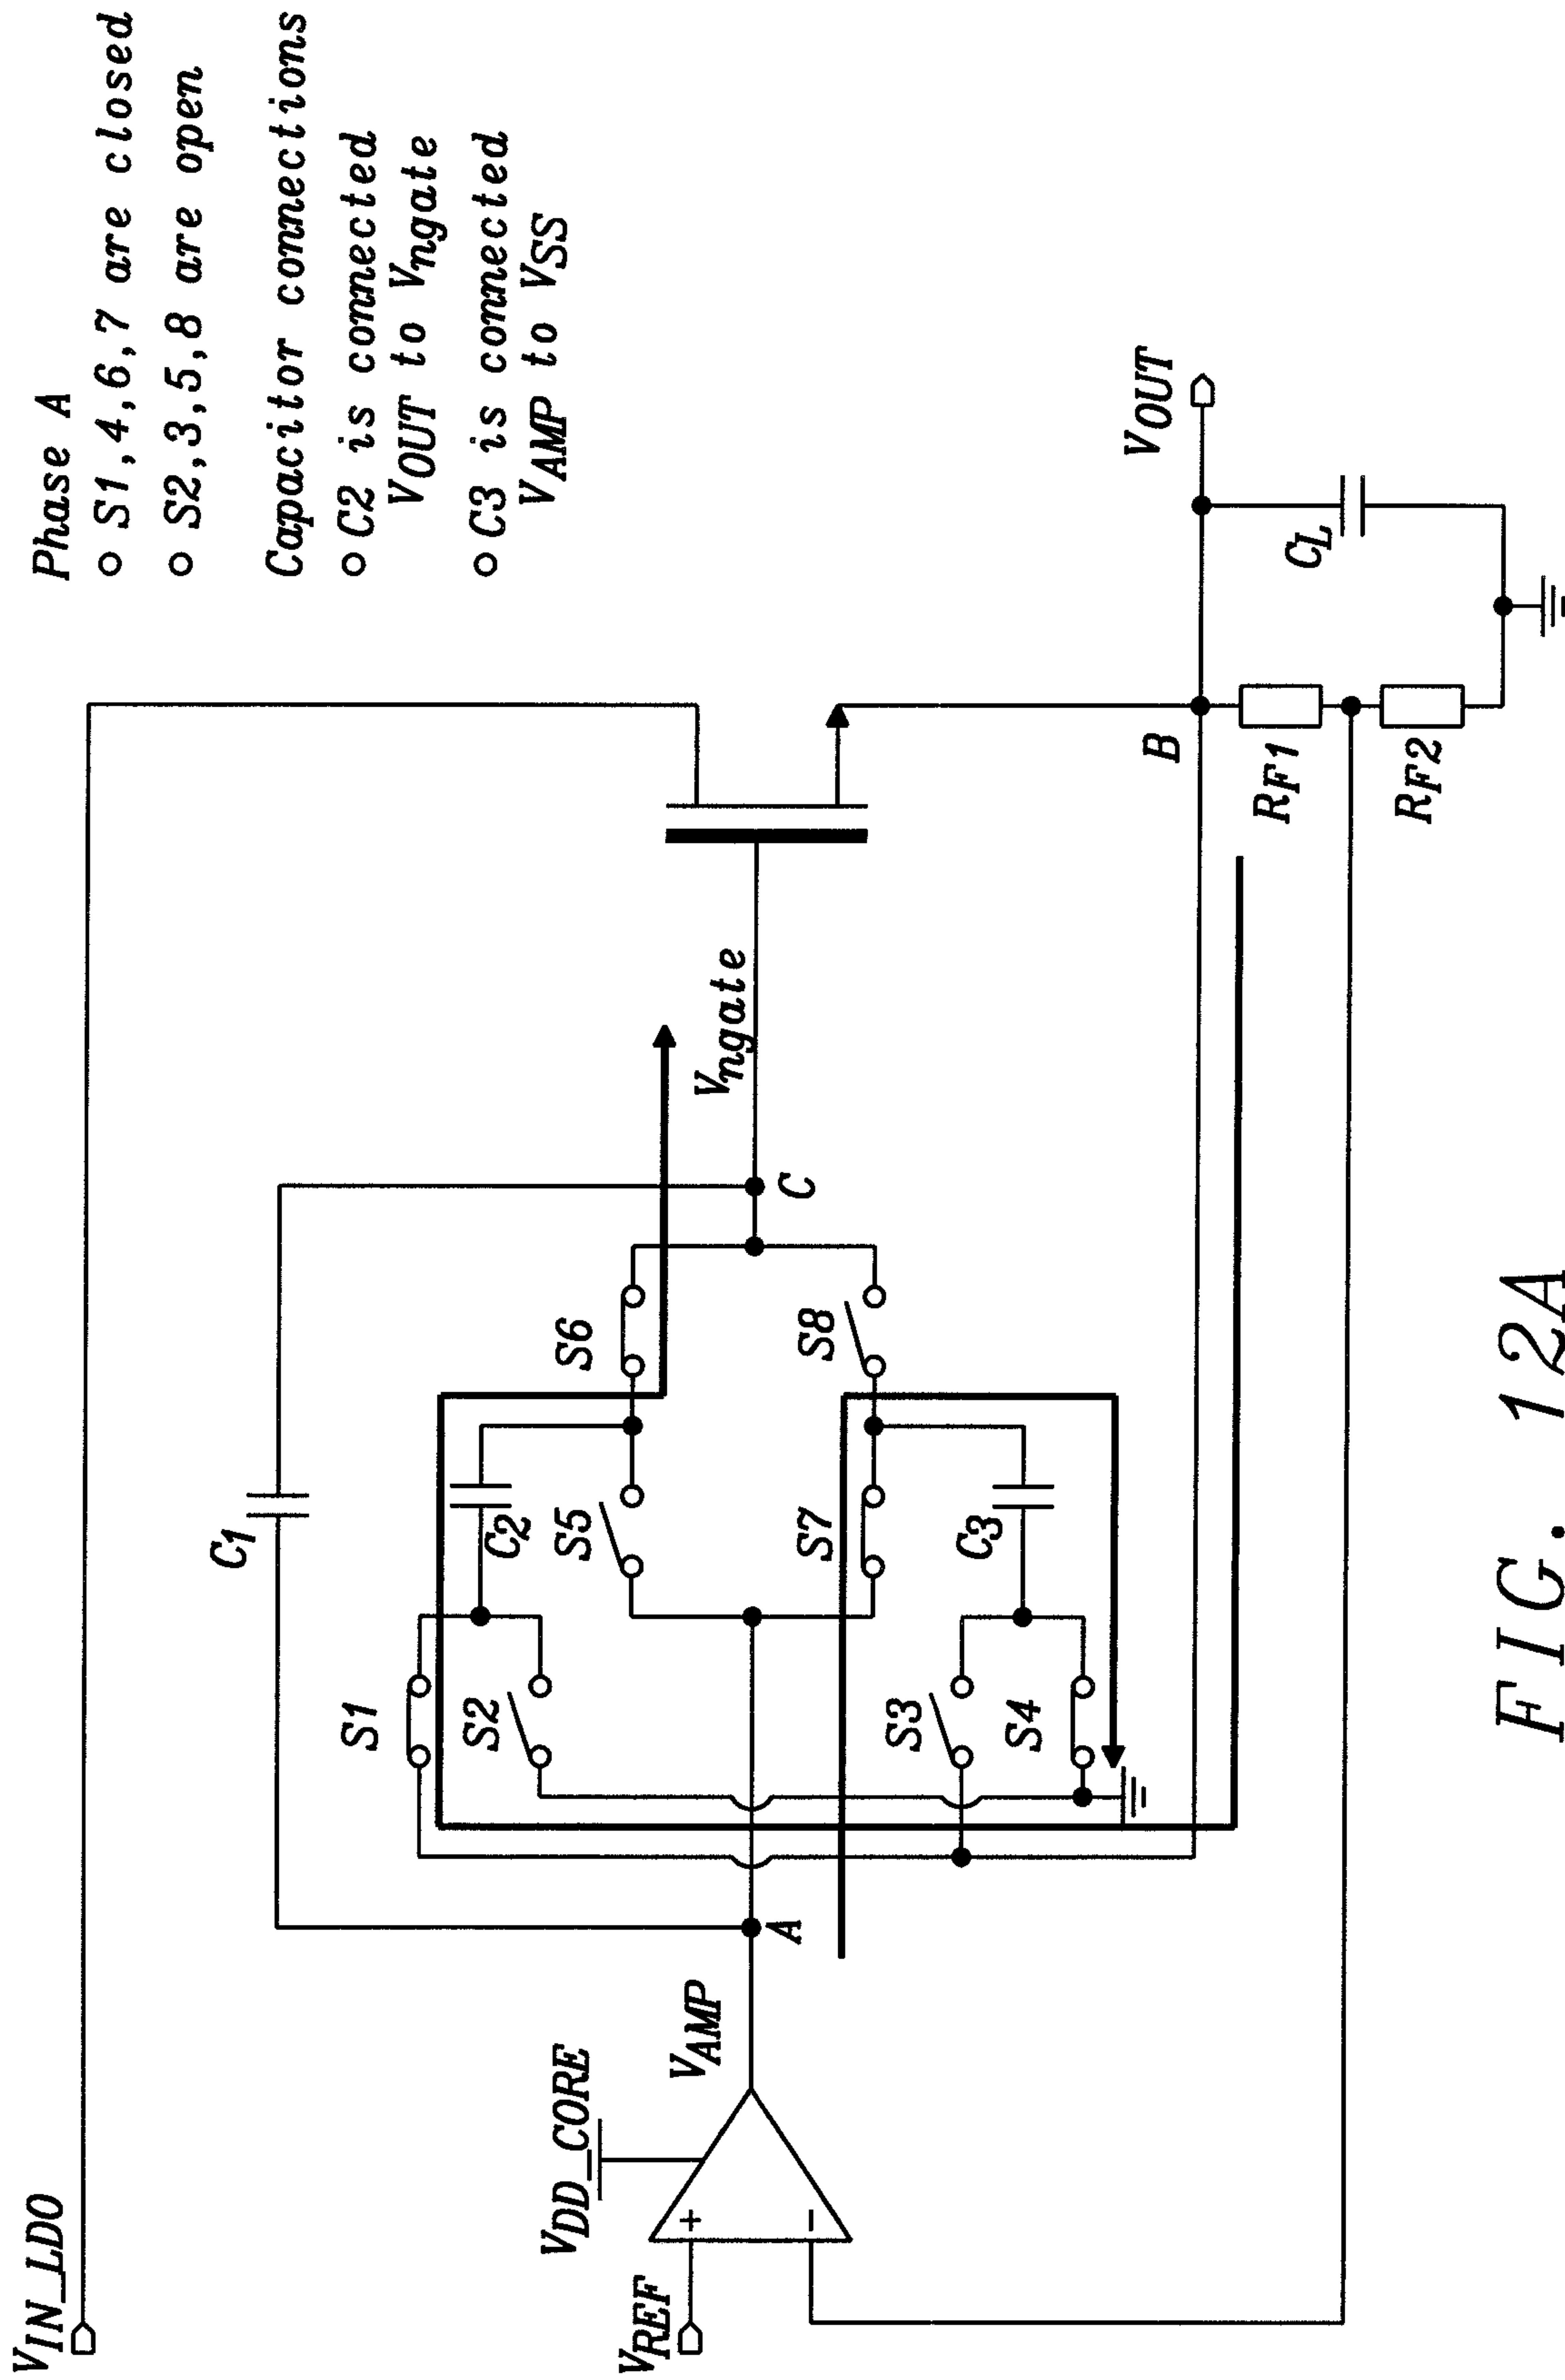 Phase A
○ S1,4,6,7 are closed
○ S2,3,5,8 are open
Capacitor connections
○ C2 is connected
VOUT to Vngate
○ C3 is connected
VAMP to VSS
VIN_LDO
C1
S1
S2
C2
S5
S6
Vngate
C
VDD_CORE
VREF
+
-
VAMP
A
S7
S8
S3
S4
C3
B
VOUT
RF1
RF2
CL
FIG. 12A